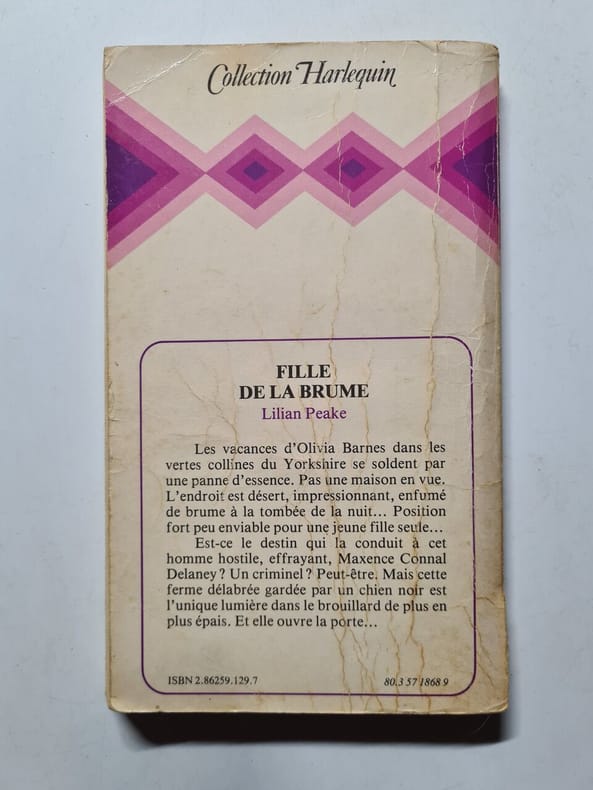 Collection Harlequin
FILLE
DE LA BRUME
Lilian Peake
Les vacances d'Olivia Barnes dans les
vertes collines du Yorkshire se soldent par
une panne d'essence. Pas une maison en vue.
L'endroit est désert, impressionnant, enfumé
de brume à la tombée de la nuit... Position
fort peu enviable pour une jeune fille seule...
Est-ce le destin qui la conduit à cet
homme hostile, effrayant, Maxence Connal
Delaney ? Un criminel ? Peut-être. Mais cette
ferme délabrée gardée par un chien noir est
l'unique lumière dans le brouillard de plus en
plus épais. Et elle ouvre la porte...
ISBN 2.86259.129.7
80.3 57 1868 9